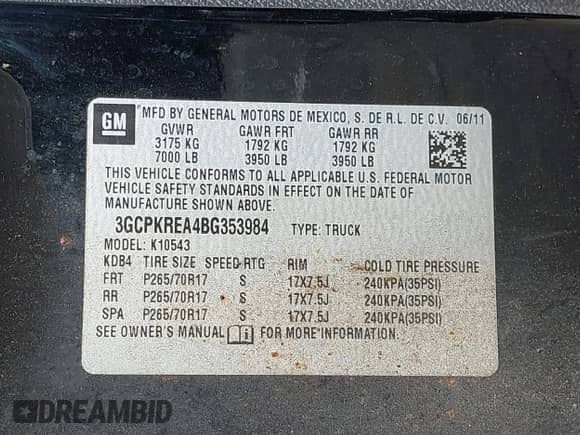 GM
MFD BY GENERAL MOTORS DE MEXICO, S. DE R.L. DE C.V. 06/11
GVWR GAWR FRT GAWR RR
3175 KG 1792 KG 1792 KG
7000 LB 3950 LB 3950 LB
THIS VEHICLE CONFORMS TO ALL APPLICABLE U.S. FEDERAL MOTOR
VEHICLE SAFETY STANDARDS IN EFFECT ON THE DATE OF
MANUFACTURE SHOWN ABOVE.
3GCPKREA4BG353984 TYPE: TRUCK
MODEL: K10543
KDB4 TIRE SIZE SPEED RTG RIM COLD TIRE PRESSURE
FRT P265/70R17 S 17X7.5J 240KPA(35PSI)
RR P265/70R17 S 17X7.5J 240KPA(35PSI)
SPA P265/70R17 S 17X7.5J 240KPA(35PSI)
SEE OWNER'S MANUAL FOR MORE INFORMATION.
DREAMBID